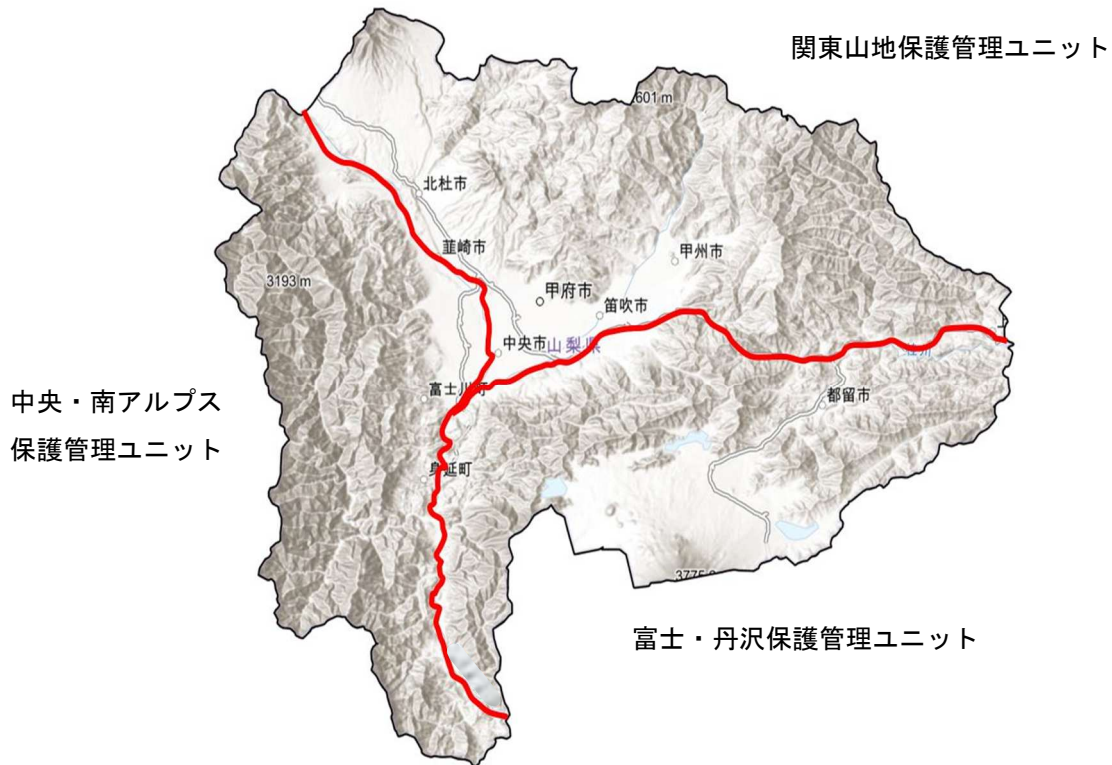 関東山地保護管理ユニット
601 m
北杜市
韮崎市
甲州市
3193 m
甲府市
笛吹市
中央市
山梨県
富士川町
都留市
中央・南アルプス
保護管理ユニット
身延町
富士・丹沢保護管理ユニット